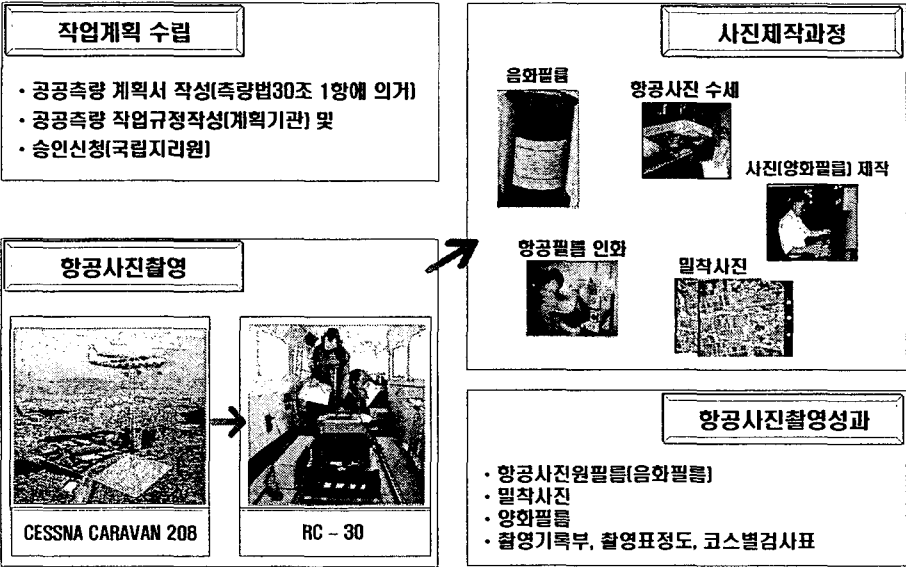 작업계획 수립
· 공공측량 계획서 작성(측량법30조 1항에 의거)
· 공공측량 작업규정작성(계획기관) 및
· 승인신청(국립지리원)
항공사진촬영
CESSNA CARAVAN 208
RC - 30
사진제작과정
음화필름
항공사진 수세
사진(양화필름) 제작
항공필름 인화
밀착사진
항공사진촬영성과
· 항공사진원필름(음화필름)
· 밀착사진
· 양화필름
· 촬영기록부, 촬영표정도, 코스별검사표